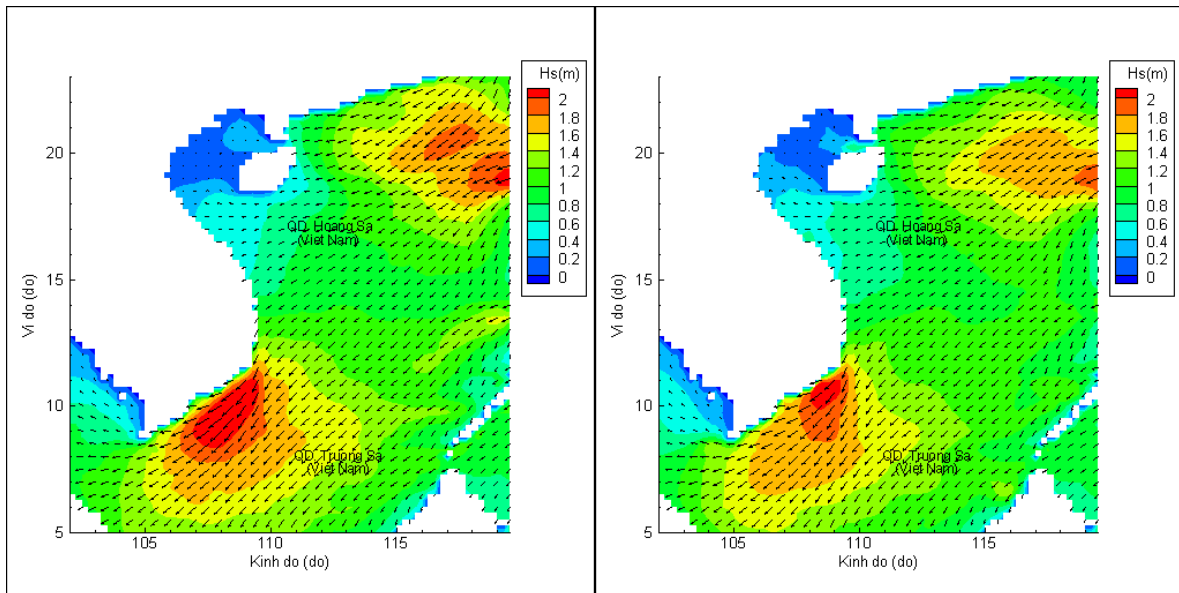 Hs(m)
2
1.8
1.6
1.4
1.2
1
0.8
0.6
0.4
0.2
0
20
15
10
5
Vi do (do)
QD. Hoang Sa
(Viet Nam)
QD. Truong Sa
(Viet Nam)
105
110
115
Kinh do (do)
Hs(m)
2
1.8
1.6
1.4
1.2
1
0.8
0.6
0.4
0.2
0
20
15
10
5
Vi do (do)
QD. Hoang Sa
(Viet Nam)
QD. Truong Sa
(Viet Nam)
105
110
115
Kinh do (do)